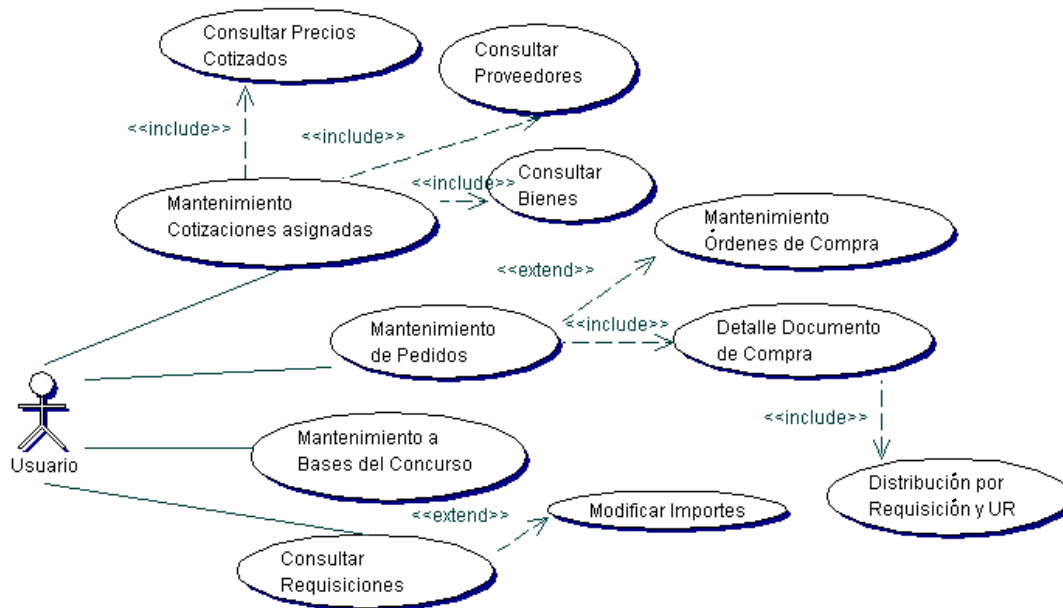 Consultar Precios
Cotizados
Consultar
Proveedores
<<include>>
<<include>>
<<include>>
Consultar
Bienes
Mantenimiento
Cotizaciones asignadas
Mantenimiento
Órdenes de Compra
<<extend>>
Mantenimiento
de Pedidos
<<include>>
Detalle Documento
de Compra
<<include>>
Usuario
Mantenimiento a
Bases del Concurso
Distribución por
Requisición y UR
<<extend>>
Modificar Importes
Consultar
Requisiciones